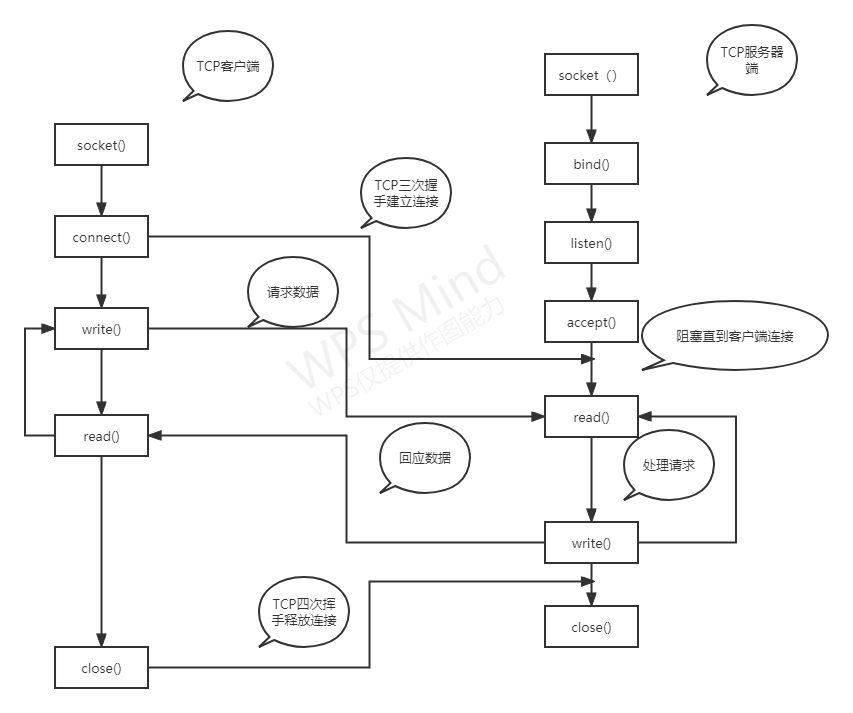 TCP客户端
TCP服务器
端
socket（）
socket()
bind()
TCP三次握
手建立连接
connect()
listen()
请求数据
write()
accept()
阻塞直到客户端连接
WPS Mind
WPS仅提供作图能力
read()
read()
回应数据
处理请求
write()
TCP四次挥
手释放连接
close()
close()